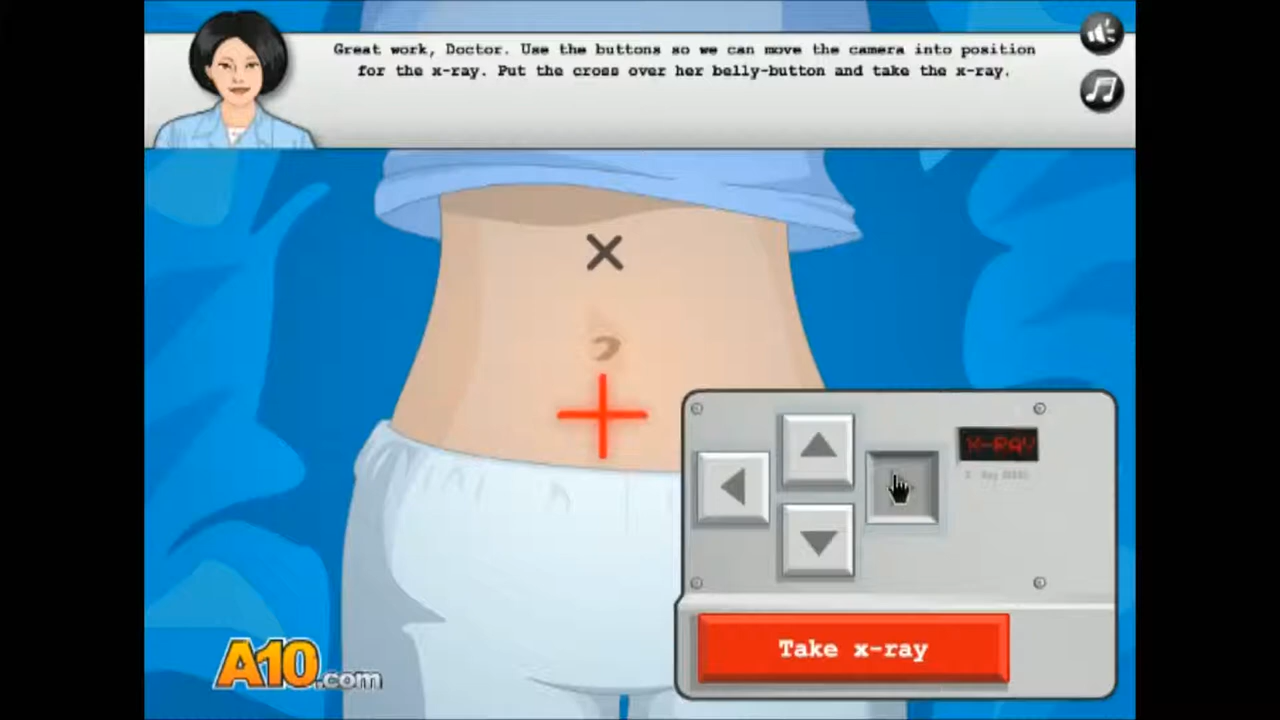 Great work, Doctor. Use the buttons so we can move the camera into position
for the x-ray. Put the cross over her belly-button and take the x-ray.
X-RAY
Take x-ray
A10.com